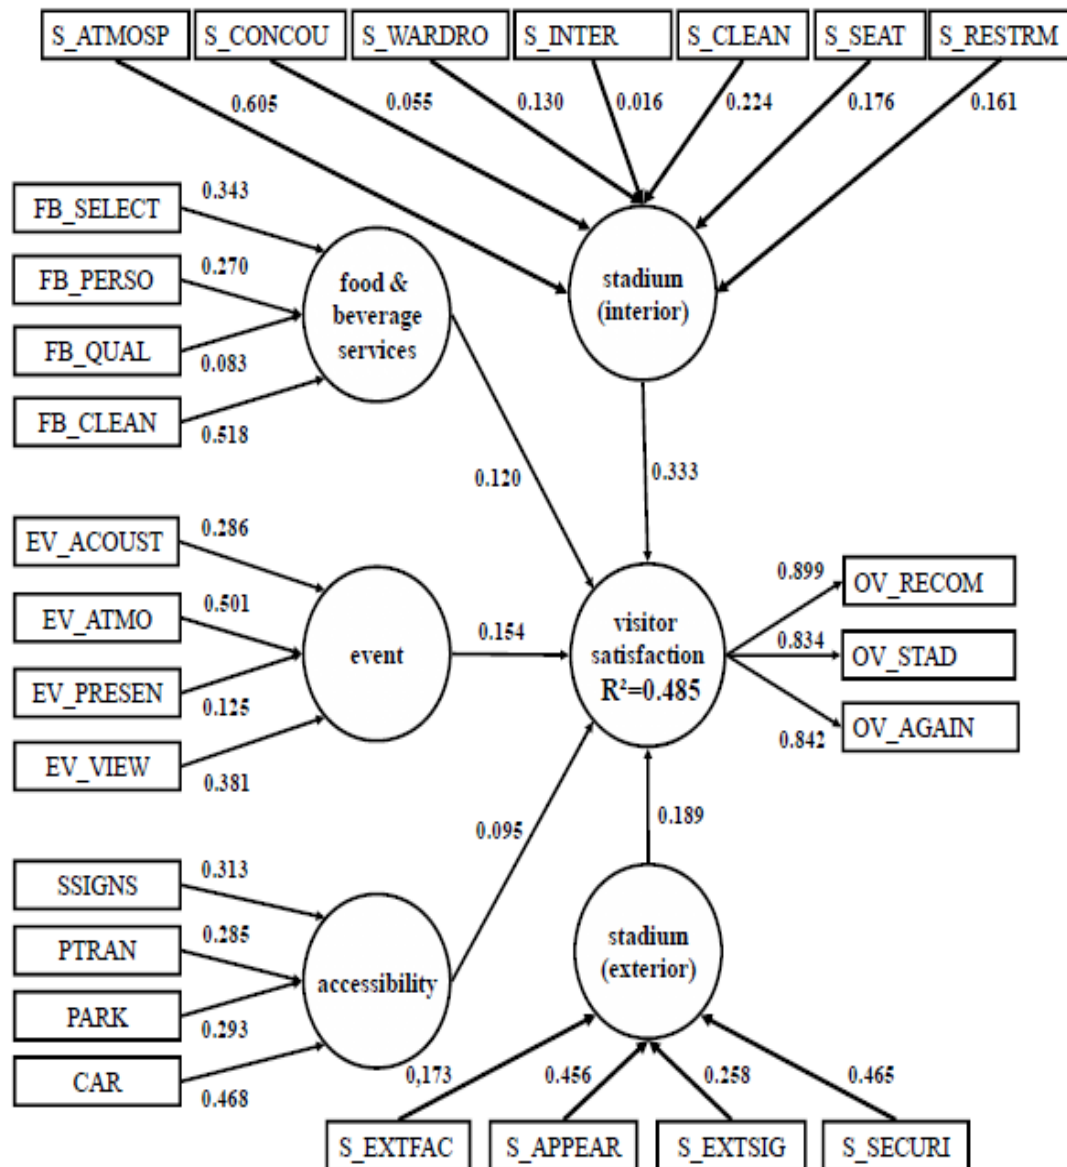 S_ATMOSP S_CONCOU S_WARDRO S_INTER S_CLEAN S_SEAT S_RESTRM
0.605 0.055 0.130 0.016 0.224 0.176 0.161
FB_SELECT
0.343
FB_PERSO
0.270
FB_QUAL
0.083
FB_CLEAN
0.518
food &
beverage
services
stadium
(interior)
0.120
0.333
EV_ACOUST
0.286
EV_ATMO
0.501
EV_PRESEN
0.125
EV_VIEW
0.381
event
0.154
visitor
satisfaction
R²=0.485
0.899
OV_RECOM
0.834
OV_STAD
0.842
OV_AGAIN
SSIGNS
0.313
PTRAN
0.285
PARK
0.293
CAR
0.468
accessibility
0.095
0.189
stadium
(exterior)
0,173 0.456 0.258 0.465
S_EXTFAC S_APPEAR S_EXTSIG S_SECURI